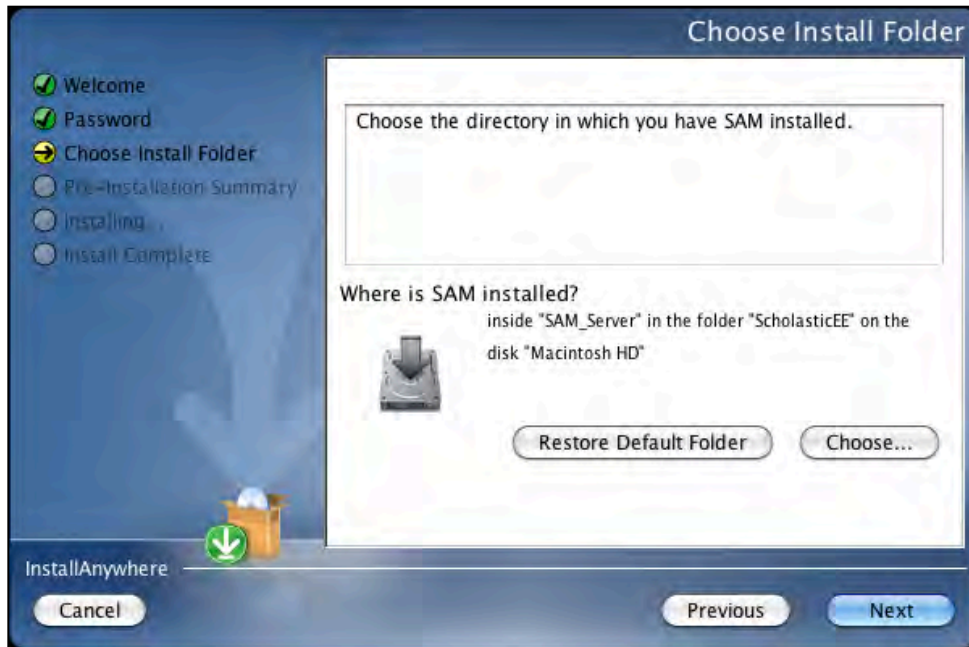 Choose Install Folder
Welcome
Password
Choose Install Folder
Pre-Installation Summary
Installing...
Install Complete
Choose the directory in which you have SAM installed.
Where is SAM installed?
inside "SAM_Server" in the folder "ScholasticEE" on the
disk "Macintosh HD"
Restore Default Folder
Choose...
InstallAnywhere
Cancel
Previous
Next